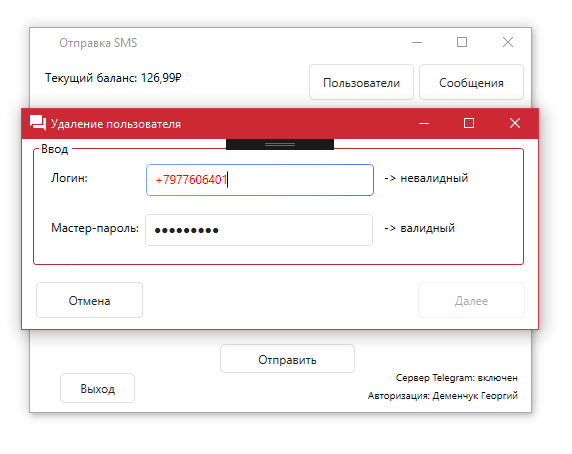 Отправка SMS
Текущий баланс: 126,99₽
Пользователи
Сообщения
Удаление пользователя
Ввод
Логин:
+7977606401
-> невалидный
Мастер-пароль:
●●●●●●●●●
-> валидный
Отмена
Далее
Отправить
Сервер Telegram: включен
Выход
Авторизация: Деменчук Георгий